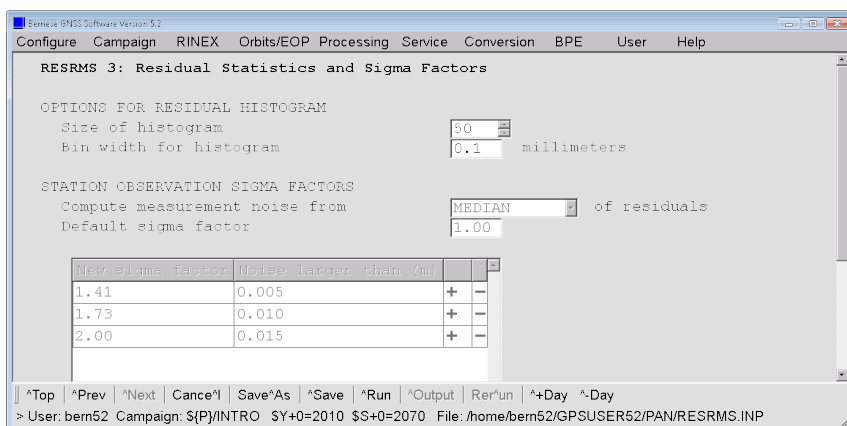 Bernese GNSS Software Version 5.2
Configure Campaign RINEX Orbits/EOP Processing Service Conversion BPE User Help
RESRMS 3: Residual Statistics and Sigma Factors
OPTIONS FOR RESIDUAL HISTOGRAM
Size of histogram 50
Bin width for histogram 0.1 millimeters
STATION OBSERVATION SIGMA FACTORS
Compute measurement noise from MEDIAN of residuals
Default sigma factor 1.00
New sigma factor Noise larger than (m)
1.41 0.005 + −
1.73 0.010 + −
2.00 0.015 + −
^Top | ^Prev | ^Next | Cance^l | Save^As | ^Save | ^Run | ^Output | Rer^un | ^+Day ^-Day
> User: bern52 Campaign: ${P}/INTRO $Y+0=2010 $S+0=2070 File: /home/bern52/GPSUSER52/PAN/RESRMS.INP